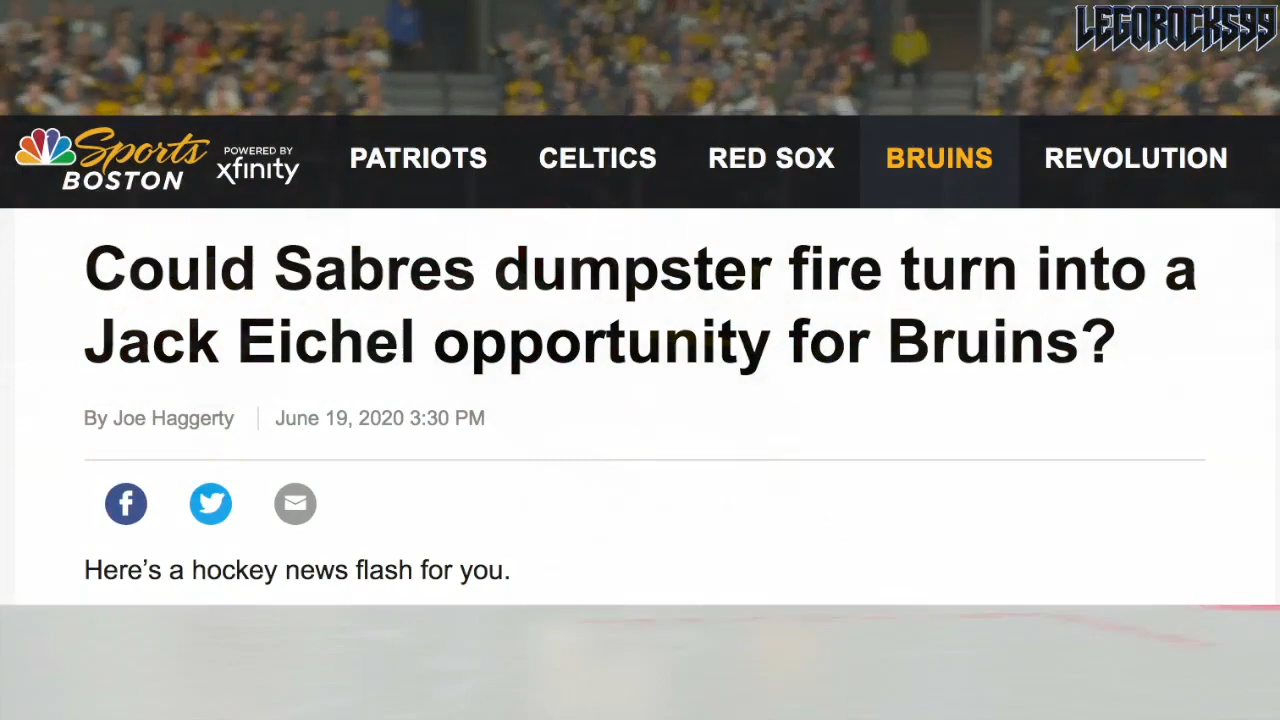 LEGOROCKS99
Sports BOSTON POWERED BY xfinity PATRIOTS CELTICS RED SOX BRUINS REVOLUTION
Could Sabres dumpster fire turn into a
Jack Eichel opportunity for Bruins?
By Joe Haggerty June 19, 2020 3:30 PM
Here’s a hockey news flash for you.